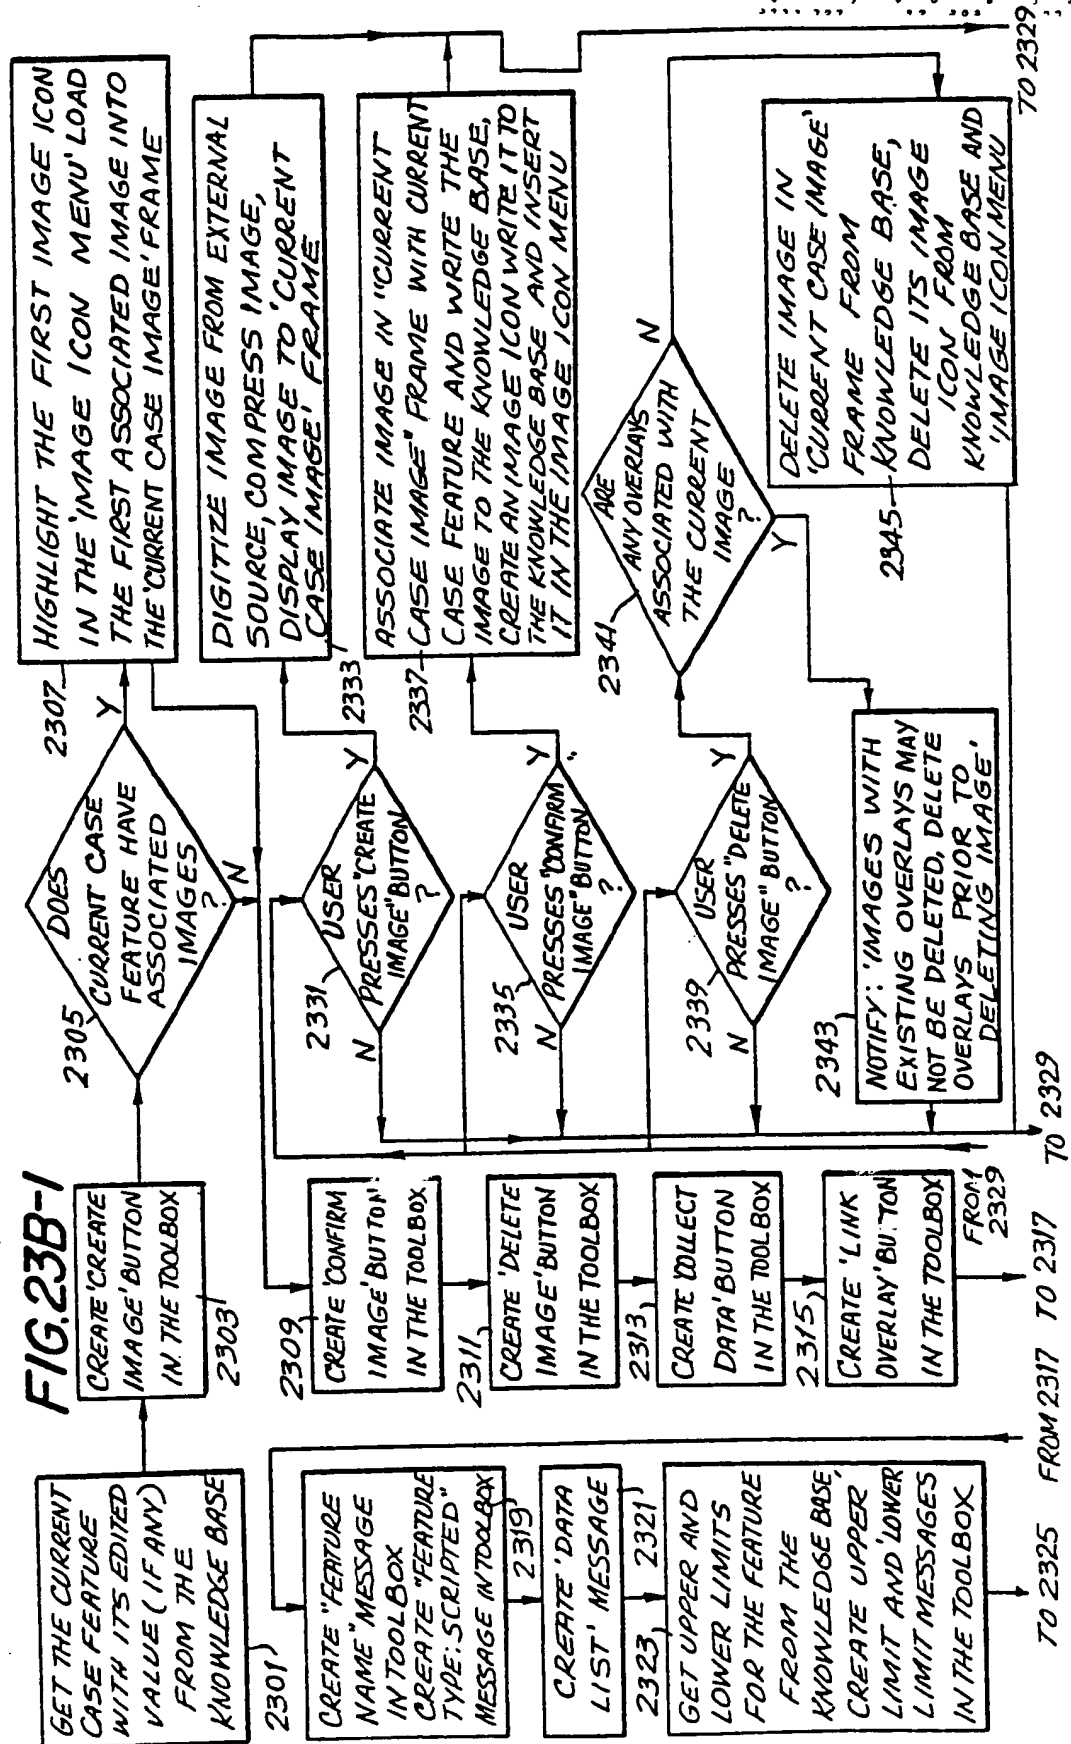 FIG.23B-1
GET THE CURRENT
CASE FEATURE
WITH ITS EDITED
VALUE (IF ANY)
FROM THE
KNOWLEDGE BASE
2301
CREATE 'CREATE
IMAGE' BUTTON
IN THE TOOLBOX
2303
2305
DOES
CURRENT CASE
FEATURE HAVE
ASSOCIATED
IMAGES
?
Y
N
2307
HIGHLIGHT THE FIRST IMAGE ICON
IN THE 'IMAGE ICON MENU' LOAD
THE FIRST ASSOCIATED IMAGE INTO
THE 'CURRENT CASE IMAGE' FRAME
2309
CREATE 'CONFIRM
IMAGE' BUTTON
IN THE TOOLBOX
2311
CREATE 'DELETE
IMAGE' BUTTON
IN THE TOOLBOX
2313
CREATE 'COLLECT
DATA' BUTTON
IN THE TOOLBOX
2315
CREATE 'LINK
OVERLAY' BUTTON
IN THE TOOLBOX
TO 2317
FROM 2317
CREATE "FEATURE
NAME" MESSAGE
IN TOOLBOX
CREATE "FEATURE
TYPE: SCRIPTED"
MESSAGE IN TOOLBOX
2319
CREATE 'DATA
LIST' MESSAGE
2321
2323
GET UPPER AND
LOWER LIMITS
FOR THE FEATURE
FROM THE
KNOWLEDGE BASE,
CREATE UPPER
LIMIT AND 'LOWER
LIMIT MESSAGES
IN THE TOOLBOX
TO 2325
FROM
2329
2331
USER
PRESSES "CREATE
IMAGE" BUTTON
?
N
Y
2333
DIGITIZE IMAGE FROM EXTERNAL
SOURCE, COMPRESS IMAGE,
DISPLAY IMAGE TO 'CURRENT
CASE IMAGE' FRAME
2335
USER
PRESSES "CONFIRM
IMAGE" BUTTON
?
N
Y
2337
ASSOCIATE IMAGE IN "CURRENT
CASE IMAGE" FRAME WITH CURRENT
CASE FEATURE AND WRITE THE
IMAGE TO THE KNOWLEDGE BASE,
CREATE AN IMAGE ICON WRITE IT TO
THE KNOWLEDGE BASE AND INSERT
IT IN THE IMAGE ICON MENU
2339
USER
PRESSES "DELETE
IMAGE" BUTTON
?
N
Y
2341
ARE
ANY OVERLAYS
ASSOCIATED WITH
THE CURRENT
IMAGE
?
N
Y
2343
NOTIFY: 'IMAGES WITH
EXISTING OVERLAYS MAY
NOT BE DELETED, DELETE
OVERLAYS PRIOR TO
DELETING IMAGE'
2345
DELETE IMAGE IN
'CURRENT CASE IMAGE'
FRAME FROM
KNOWLEDGE BASE,
DELETE ITS IMAGE
ICON FROM
KNOWLEDGE BASE AND
'IMAGE ICON MENU
TO 2329
TO 2329